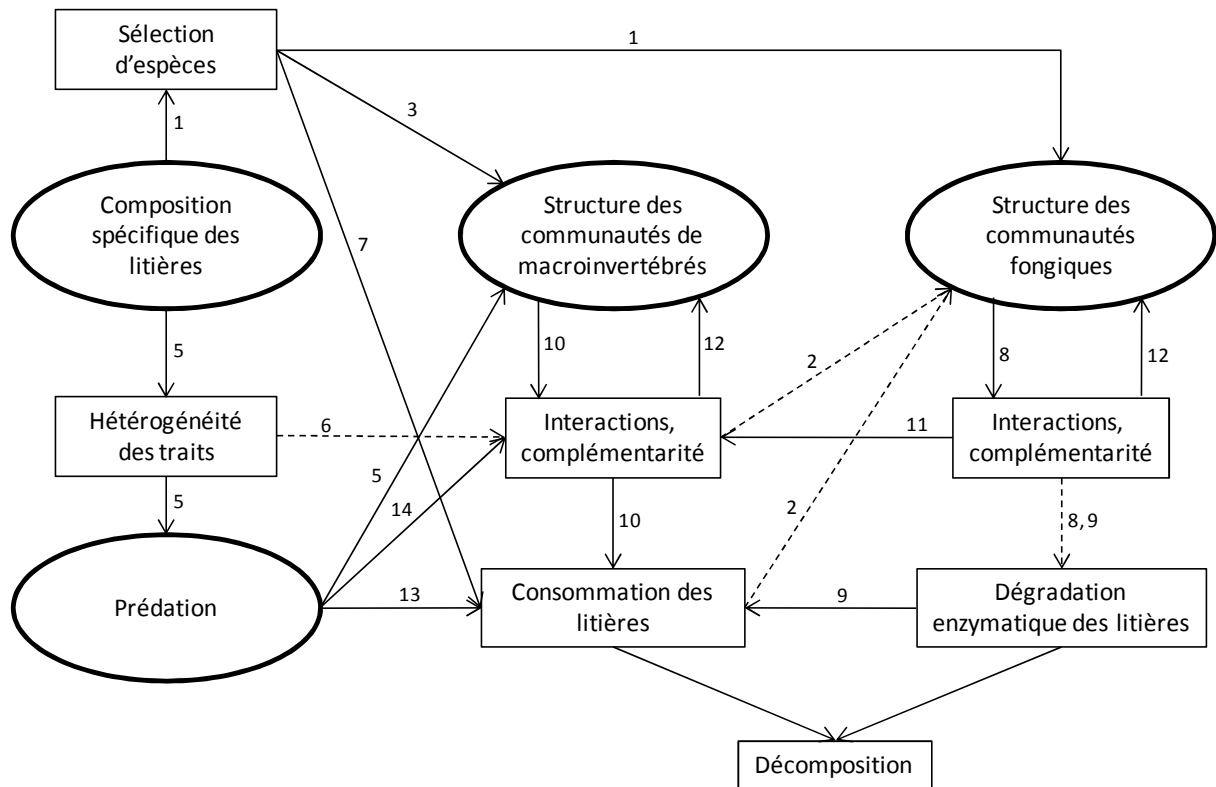 Sélection
d’espèces
1
1
3
Composition
spécifique des
litières
7
Structure des
communautés de
macroinvertébrés
Structure des
communautés
fongiques
5
10
12
2
8
12
Hétérogénéité
des traits
6
Interactions,
complémentarité
11
Interactions,
complémentarité
5
5
14
10
2
8, 9
Prédation
13
Consommation des
litières
9
Dégradation
enzymatique des litières
Décomposition